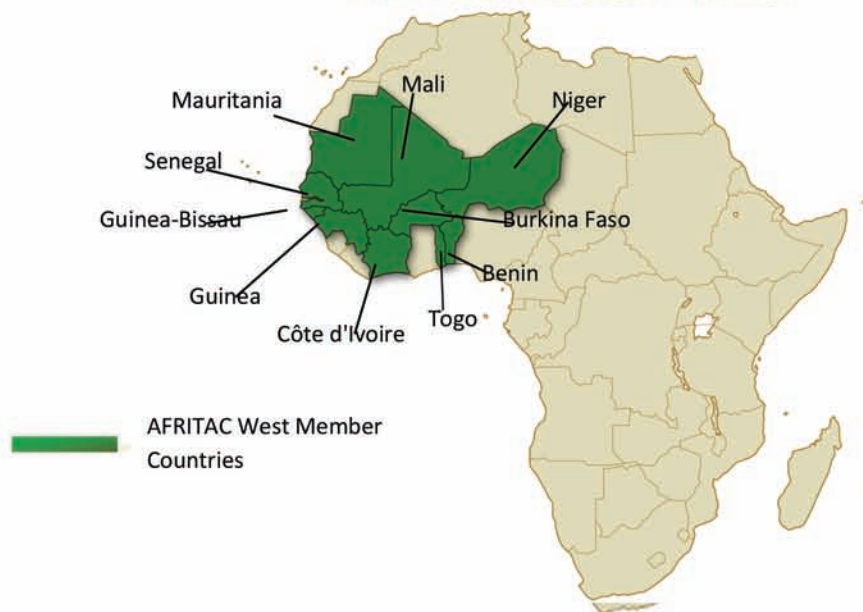 Mauritania
Mali
Niger
Senegal
Guinea-Bissau
Burkina Faso
Benin
Guinea
Togo
Côte d'Ivoire
AFRITAC West Member
Countries